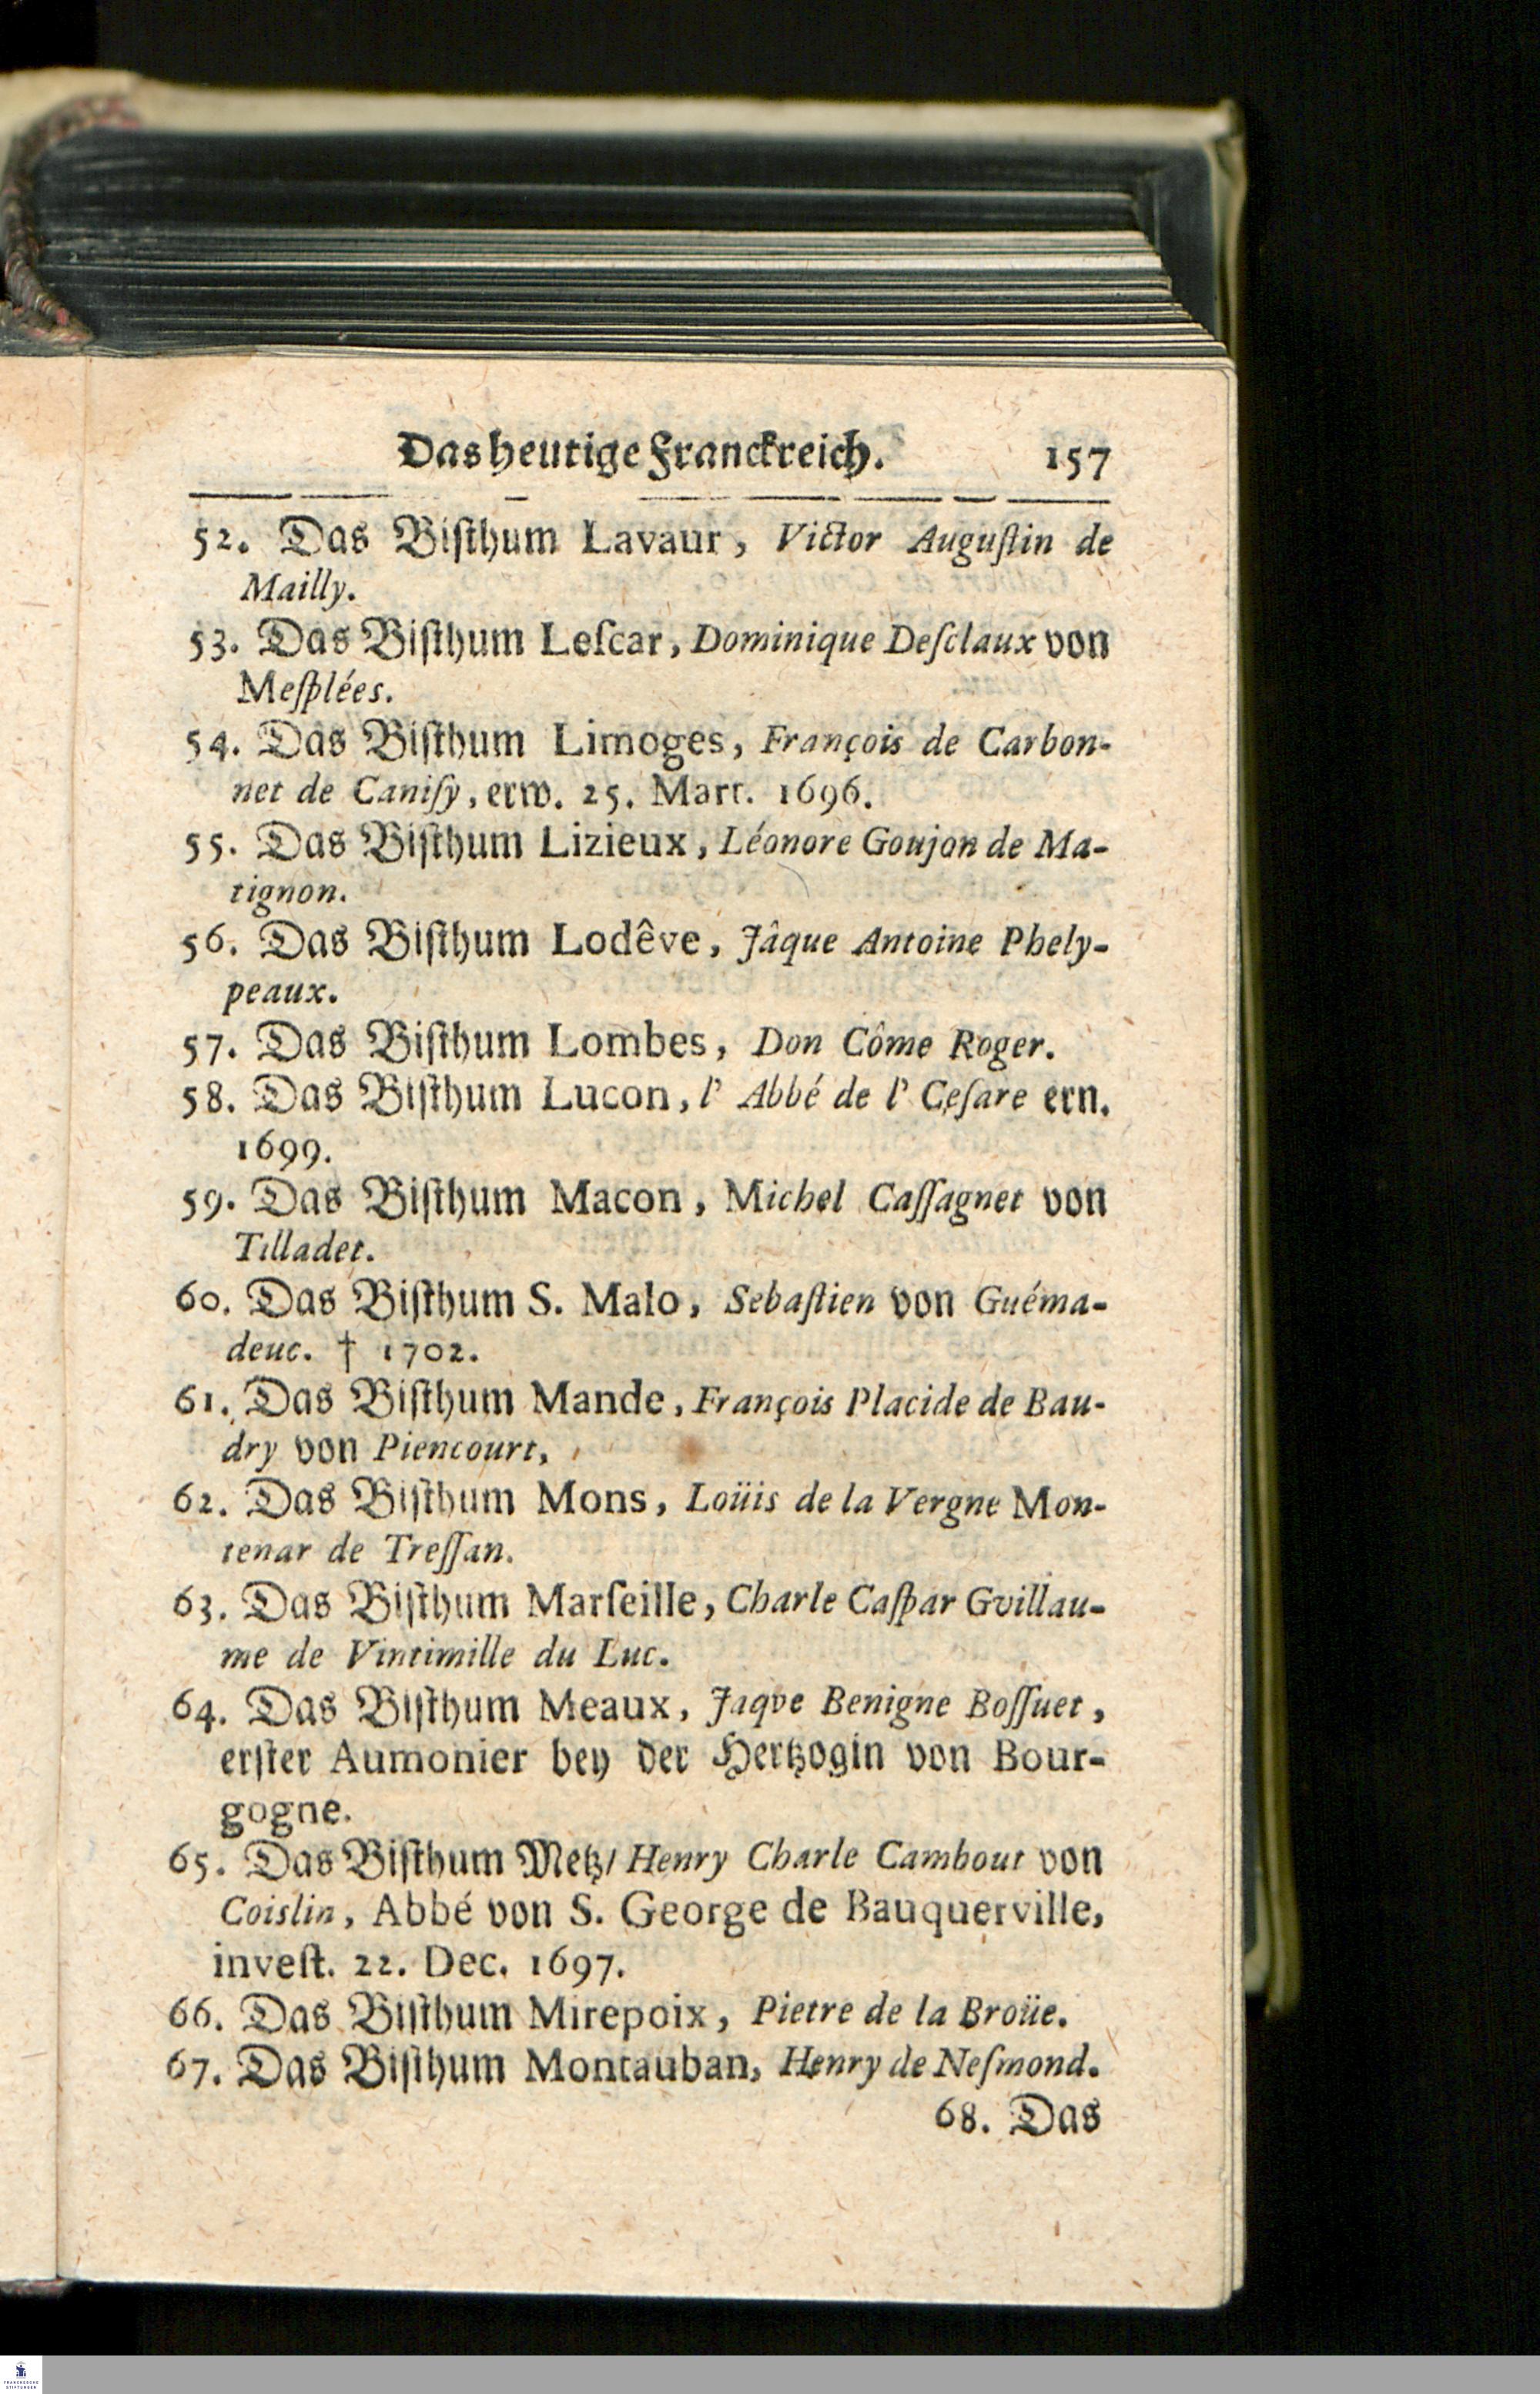 Das heutige Franckreich. 157
52. Das Biſthum Lavaur, Victor Auguſtin de
Mailly.
53. Das Biſthum Leſcar, Dominique Deſclaux von
Meſplées.
54. Das Biſthum Limoges, François de Carbon-
net de Caniſy, erw. 25. Mart. 1696.
55. Das Biſthum Lizieux, Léonore Goujon de Ma-
tignon.
56. Das Biſthum Lodêve, Jâque Antoine Phely-
peaux.
57. Das Biſthum Lombes, Don Côme Roger.
58. Das Biſthum Lucon, l' Abbé de l' Ceſare ern.
1699.
59. Das Biſthum Macon, Michel Caſſagnet von
Tilladet.
60. Das Biſthum S. Malo, Sebaſtien von Guéma-
deuc. † 1702.
61. Das Biſthum Mande, François Placide de Bau-
dry von Piencourt,
62. Das Biſthum Mons, Loüis de la Vergne Mon-
tenar de Treſſan.
63. Das Biſthum Marſeille, Charle Caſpar Gvillau-
me de Vintimille du Luc.
64. Das Biſthum Meaux, Jaqve Benigne Boſſuet,
erſter Aumonier bey der Hertzogin von Bour-
gogne.
65. Das Biſthum Metz/ Henry Charle Cambout von
Coislin, Abbé von S. George de Bauquerville,
inveſt. 22. Dec. 1697.
66. Das Biſthum Mirepoix, Pietre de la Broüe.
67. Das Biſthum Montauban, Henry de Neſmond.
68. Das
FRANCKESCHE
STIFTUNGEN